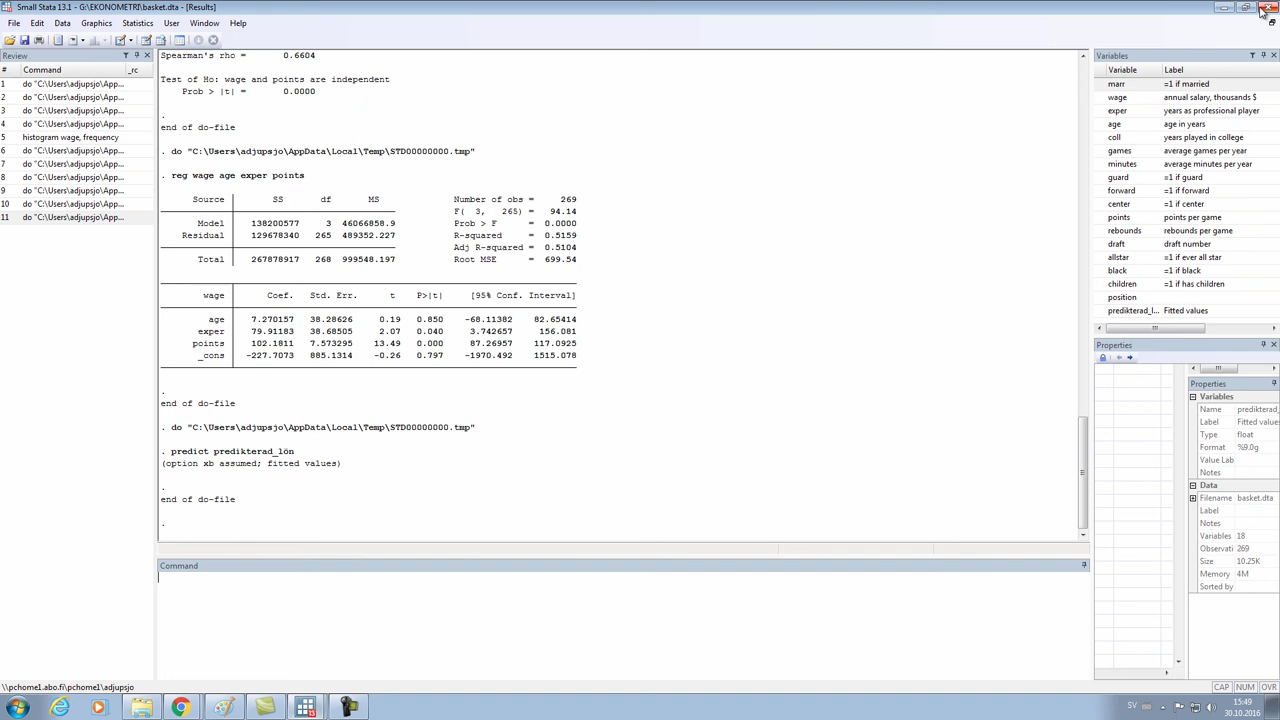 Small Stata 13.1 - G:\EKONOMETRI\basket.dta - [Results]
File Edit Data Graphics Statistics User Window Help
Review
# Command _rc
1 do "C:\Users\adjupsjo\App...
2 do "C:\Users\adjupsjo\App...
3 do "C:\Users\adjupsjo\App...
4 do "C:\Users\adjupsjo\App...
5 histogram wage, frequency
6 do "C:\Users\adjupsjo\App...
7 do "C:\Users\adjupsjo\App...
8 do "C:\Users\adjupsjo\App...
9 do "C:\Users\adjupsjo\App...
10 do "C:\Users\adjupsjo\App...
11 do "C:\Users\adjupsjo\App...
Spearman's rho = 0.6604
Test of Ho: wage and points are independent
Prob > |t| = 0.0000
.
end of do-file
. do "C:\Users\adjupsjo\AppData\Local\Temp\STD00000000.tmp"
. reg wage age exper points
Source SS df MS Number of obs = 269
F( 3, 265) = 94.14
Model 138200577 3 46066858.9 Prob > F = 0.0000
Residual 129678340 265 489352.227 R-squared = 0.5159
Adj R-squared = 0.5104
Total 267878917 268 999548.197 Root MSE = 699.54
wage Coef. Std. Err. t P>|t| [95% Conf. Interval]
age 7.270157 38.28626 0.19 0.850 -68.11382 82.65414
exper 79.91183 38.68505 2.07 0.040 3.742657 156.081
points 102.1811 7.573295 13.49 0.000 87.26957 117.0925
_cons -227.7073 885.1314 -0.26 0.797 -1970.492 1515.078
.
end of do-file
. do "C:\Users\adjupsjo\AppData\Local\Temp\STD00000000.tmp"
. predict predikterad_lön
(option xb assumed; fitted values)
.
end of do-file
.
Command
Variables
Variable Label
marr =1 if married
wage annual salary, thousands $
exper years as professional player
age age in years
coll years played in college
games average games per year
minutes average minutes per year
guard =1 if guard
forward =1 if forward
center =1 if center
points points per game
rebounds rebounds per game
draft draft number
allstar =1 if ever all star
black =1 if black
children =1 if has children
position
predikterad_l... Fitted values
Properties
Properties
Variables
Name predikterad_
Label Fitted values
Type float
Format %9.0g
Value Lab
Notes
Data
Filename basket.dta
Label
Notes
Variables 18
Observati 269
Size 10.25K
Memory 4M
Sorted by
\\pchome1.abo.fi\pchome1\adjupsjo
CAP NUM OVR
SV 15:49
30.10.2016